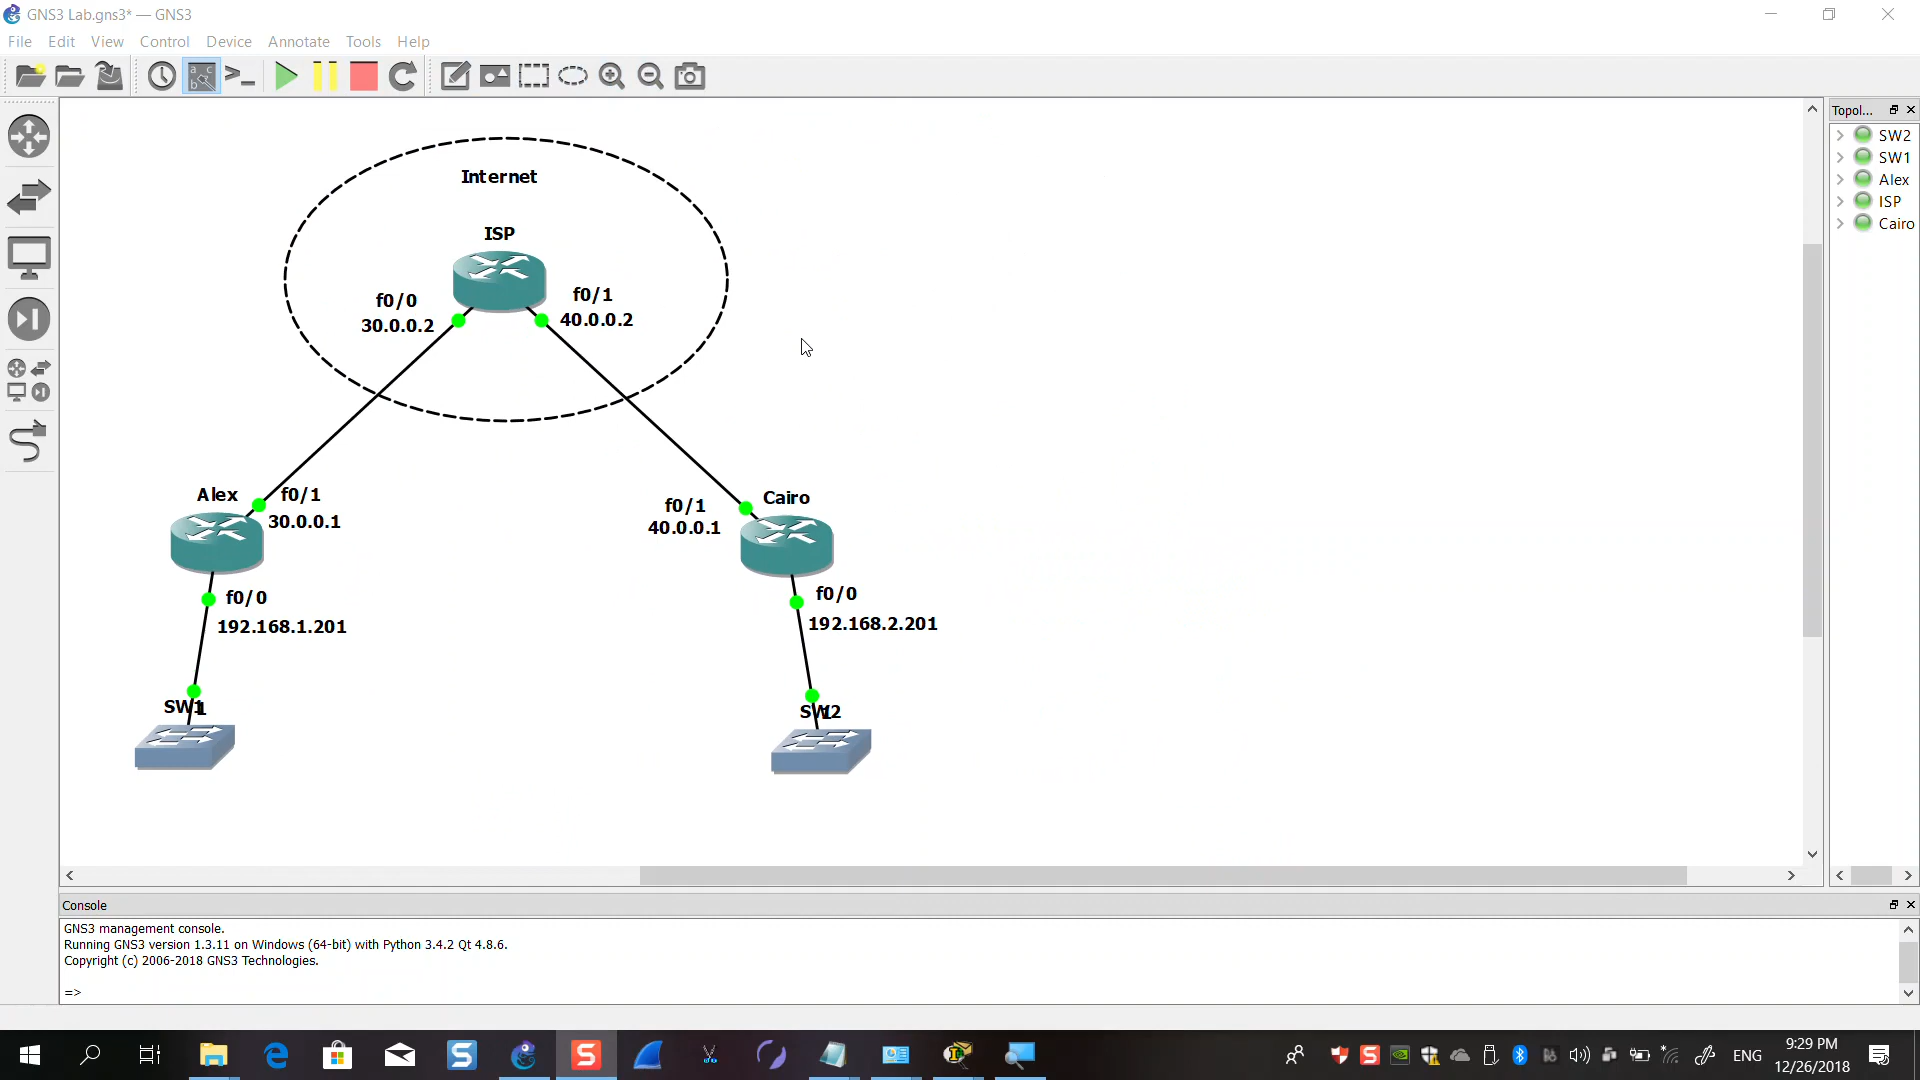 GNS3 Lab.gns3* — GNS3
File Edit View Control Device Annotate Tools Help
Topol...
SW2
SW1
Alex
ISP
Cairo
Internet
ISP
f0/0
30.0.0.2
f0/1
40.0.0.2
Alex
f0/1
30.0.0.1
f0/1
40.0.0.1
Cairo
f0/0
192.168.1.201
f0/0
192.168.2.201
SW1
1
SW2
1
Console
GNS3 management console.
Running GNS3 version 1.3.11 on Windows (64-bit) with Python 3.4.2 Qt 4.8.6.
Copyright (c) 2006-2018 GNS3 Technologies.
=>
ENG
9:29 PM
12/26/2018